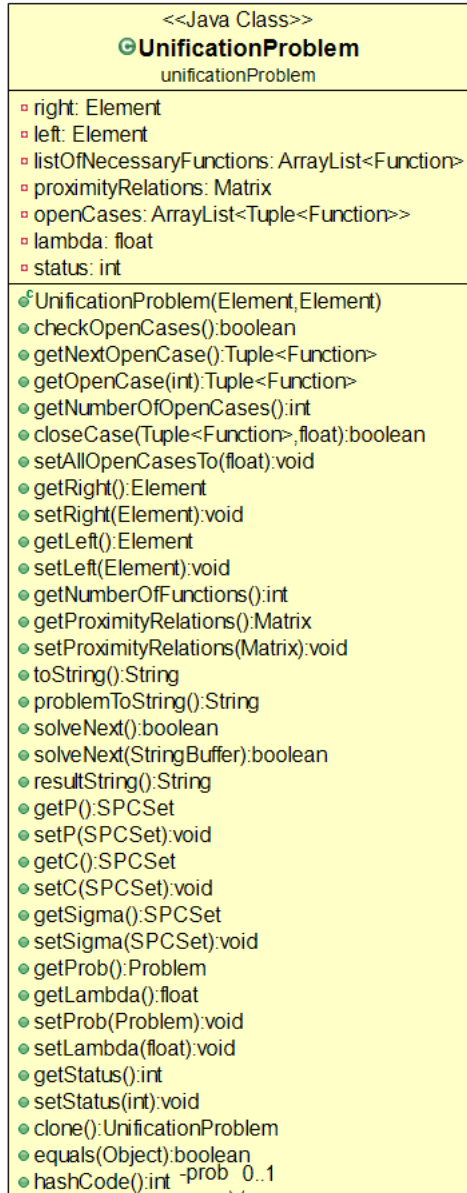 <<Java Class>>
UnificationProblem
unificationProblem
right: Element
left: Element
listOfNecessaryFunctions: ArrayList<Function>
proximityRelations: Matrix
openCases: ArrayList<Tuple<Function>>
lambda: float
status: int
UnificationProblem(Element,Element)
checkOpenCases():boolean
getNextOpenCase():Tuple<Function>
getOpenCase(int):Tuple<Function>
getNumberOfOpenCases():int
closeCase(Tuple<Function>,float):boolean
setAllOpenCasesTo(float):void
getRight():Element
setRight(Element):void
getLeft():Element
setLeft(Element):void
getNumberOfFunctions():int
getProximityRelations():Matrix
setProximityRelations(Matrix):void
toString():String
problemToString():String
solveNext():boolean
solveNext(StringBuffer):boolean
resultString():String
getP():SPCSet
setP(SPCSet):void
getC():SPCSet
setC(SPCSet):void
getSigma():SPCSet
setSigma(SPCSet):void
getProb():Problem
getLambda():float
setProb(Problem):void
setLambda(float):void
getStatus():int
setStatus(int):void
clone():UnificationProblem
equals(Object):boolean
hashCode():int -prob 0..1